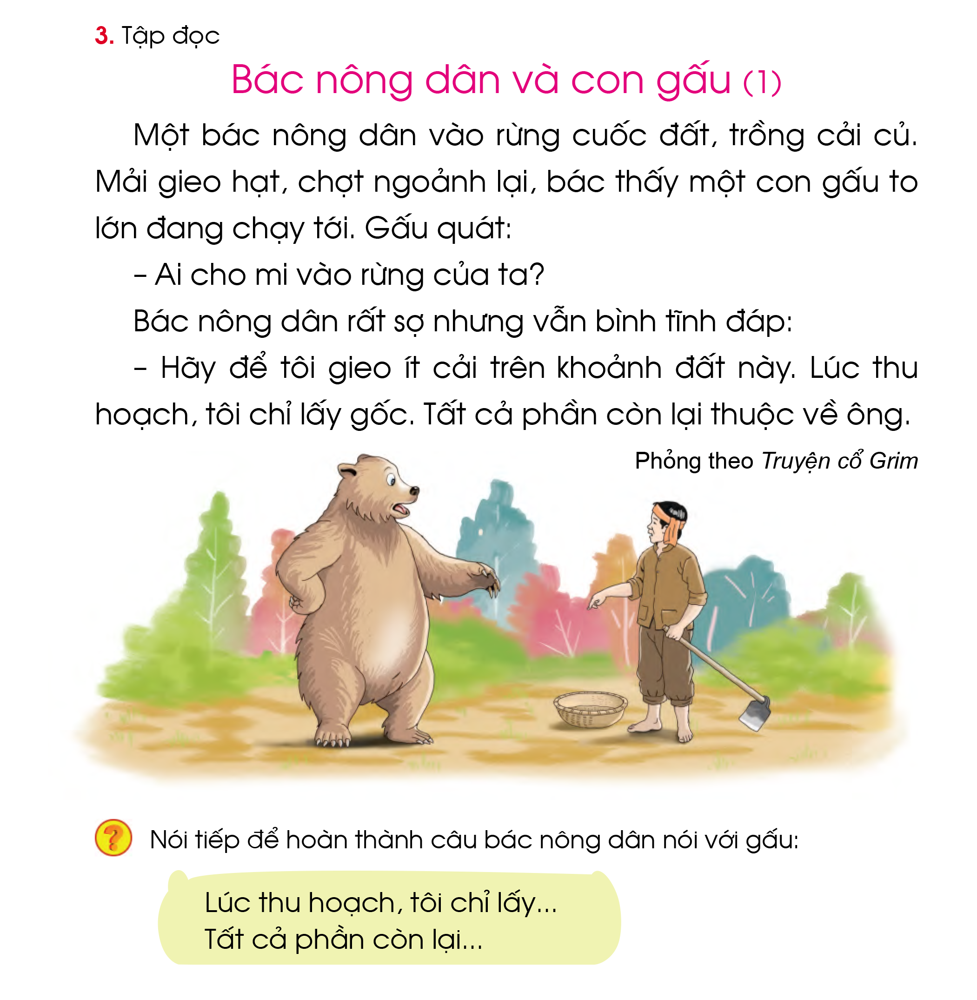 3. Tập đọc
Bác nông dân và con gấu (1)
Một bác nông dân vào rừng cuốc đất, trồng cải củ.
Mải gieo hạt, chợt ngoảnh lại, bác thấy một con gấu to
lớn đang chạy tới. Gấu quát:
– Ai cho mi vào rừng của ta?
Bác nông dân rất sợ nhưng vẫn bình tĩnh đáp:
– Hãy để tôi gieo ít cải trên khoảnh đất này. Lúc thu
hoạch, tôi chỉ lấy gốc. Tất cả phần còn lại thuộc về ông.
Phỏng theo Truyện cổ Grim
? Nói tiếp để hoàn thành câu bác nông dân nói với gấu:
Lúc thu hoạch, tôi chỉ lấy...
Tất cả phần còn lại...